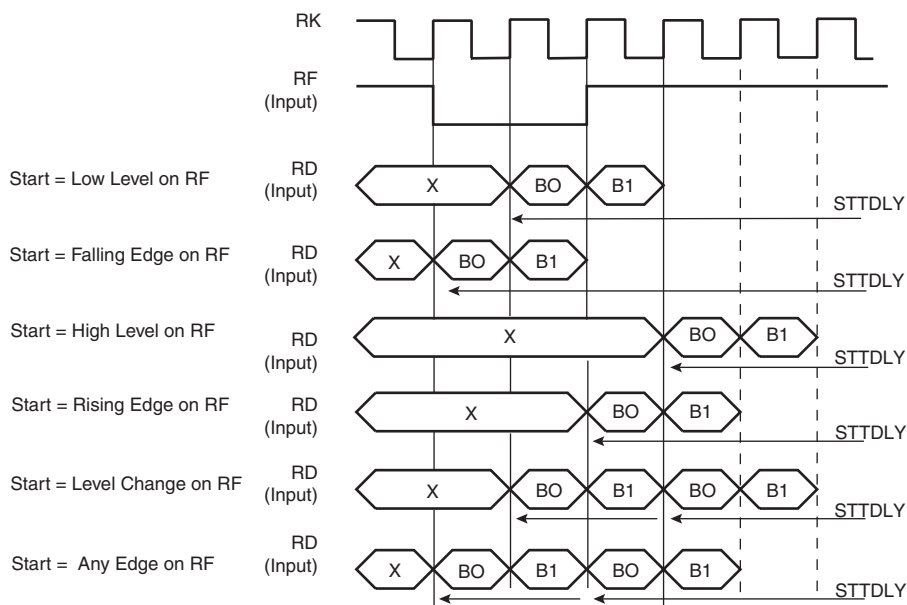 RK
RF
(Input)
Start = Low Level on RF
RD
(Input)
X
BO
B1
STTDLY
Start = Falling Edge on RF
RD
(Input)
X
BO
B1
STTDLY
Start = High Level on RF
RD
(Input)
X
BO
B1
STTDLY
Start = Rising Edge on RF
RD
(Input)
X
BO
B1
STTDLY
Start = Level Change on RF
RD
(Input)
X
BO
B1
BO
B1
STTDLY
Start = Any Edge on RF
RD
(Input)
X
BO
B1
BO
B1
STTDLY